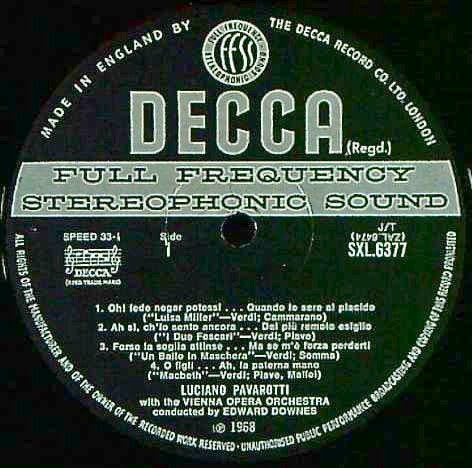 MADE IN ENGLAND BY • THE DECCA RECORD CO. LTD. LONDON
FULL FREQUENCY
ffss
STEREOPHONIC SOUND
DECCA
(Regd.)
FULL FREQUENCY
STEREOPHONIC SOUND
SPEED 33⅓
Side
1
J/T
(ZAL.6474)
SXL.6377
DECCA
(REGD TRADE MARK)
1. Oh! fede negar potessi . . . Quando le sere al placido
("Luisa Miller"—Verdi; Cammarano)
2. Ah sì, ch'io sento ancora . . . Dal più remoto esiglio
("I Due Foscari"—Verdi; Piave)
3. Forse la soglia attinse . . . Ma se m'è forza perderti
("Un Ballo in Maschera"—Verdi; Somma)
4. O figli . . . Ah, la paterna mano
("Macbeth"—Verdi; Piave, Maffei)
LUCIANO PAVAROTTI
with the VIENNA OPERA ORCHESTRA
conducted by EDWARD DOWNES
℗ 1968
ALL RIGHTS OF THE MANUFACTURER AND OF THE OWNER OF THE RECORDED WORK RESERVED • UNAUTHORISED PUBLIC PERFORMANCE BROADCASTING AND COPYING OF THIS RECORD PROHIBITED